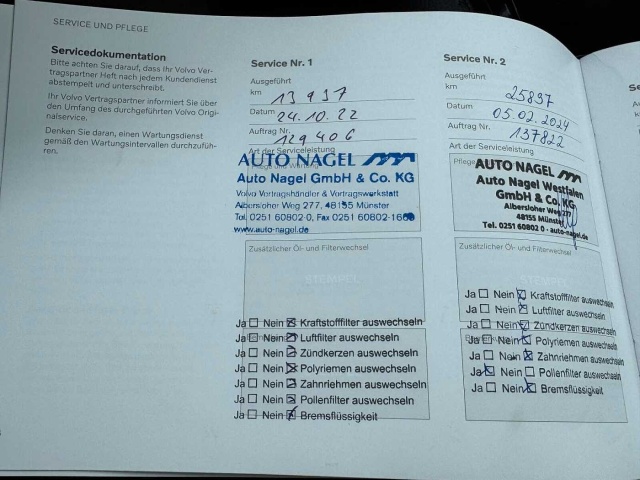 SERVICE UND PFLEGE
Servicedokumentation
Bitte achten Sie darauf, dass Ihr Volvo Ver-
tragspartner Heft nach jedem Kundendienst
abstempelt und unterschreibt.
Ihr Volvo Vertragspartner informiert Sie über
den Umfang des durchgeführten Volvo Origi-
nalservice.
Denken Sie daran, einen Wartungsdienst
gemäß den Wartungsintervallen durchzufüh-
ren.
Service Nr. 1
Ausgeführt
km 13937
Datum 24.10.22
Auftrag Nr. 129406
Art der Serviceleistung
AUTO NAGEL
Auto Nagel GmbH & Co. KG
Volvo Vertragshändler & Vertragswerkstatt
Albersloher Weg 277, 48155 Münster
Tel. 0251 60802-0, Fax 0251 60802-1660
www.auto-nagel.de
Zusätzlicher Öl- und Filterwechsel
STEMPEL
Ja Nein Kraftstofffilter auswechseln
Ja Nein Luftfilter auswechseln
Ja Nein Zündkerzen auswechseln
Ja Nein Polyriemen auswechseln
Ja Nein Zahnriehmen auswechseln
Ja Nein Pollenfilter auswechseln
Ja Nein Bremsflüssigkeit
Service Nr. 2
Ausgeführt
km 25897
Datum 05.02.2024
Auftrag Nr. 137822
Art der Serviceleistung
Pflege
AUTO NAGEL
Auto Nagel Westfalen
GmbH & Co. KG
Albersloher Weg 277
48155 Münster
Tel. 0251 60802 0 · auto-nagel.de
Zusätzlicher Öl- und Filterwechsel
STEMPEL
Ja Nein Kraftstofffilter auswechseln
Ja Nein Luftfilter auswechseln
Ja Nein Zündkerzen auswechseln
Ja Nein Polyriemen auswechseln
Ja Nein Zahnriehmen auswechseln
Ja Nein Pollenfilter auswechseln
Ja Nein Bremsflüssigkeit